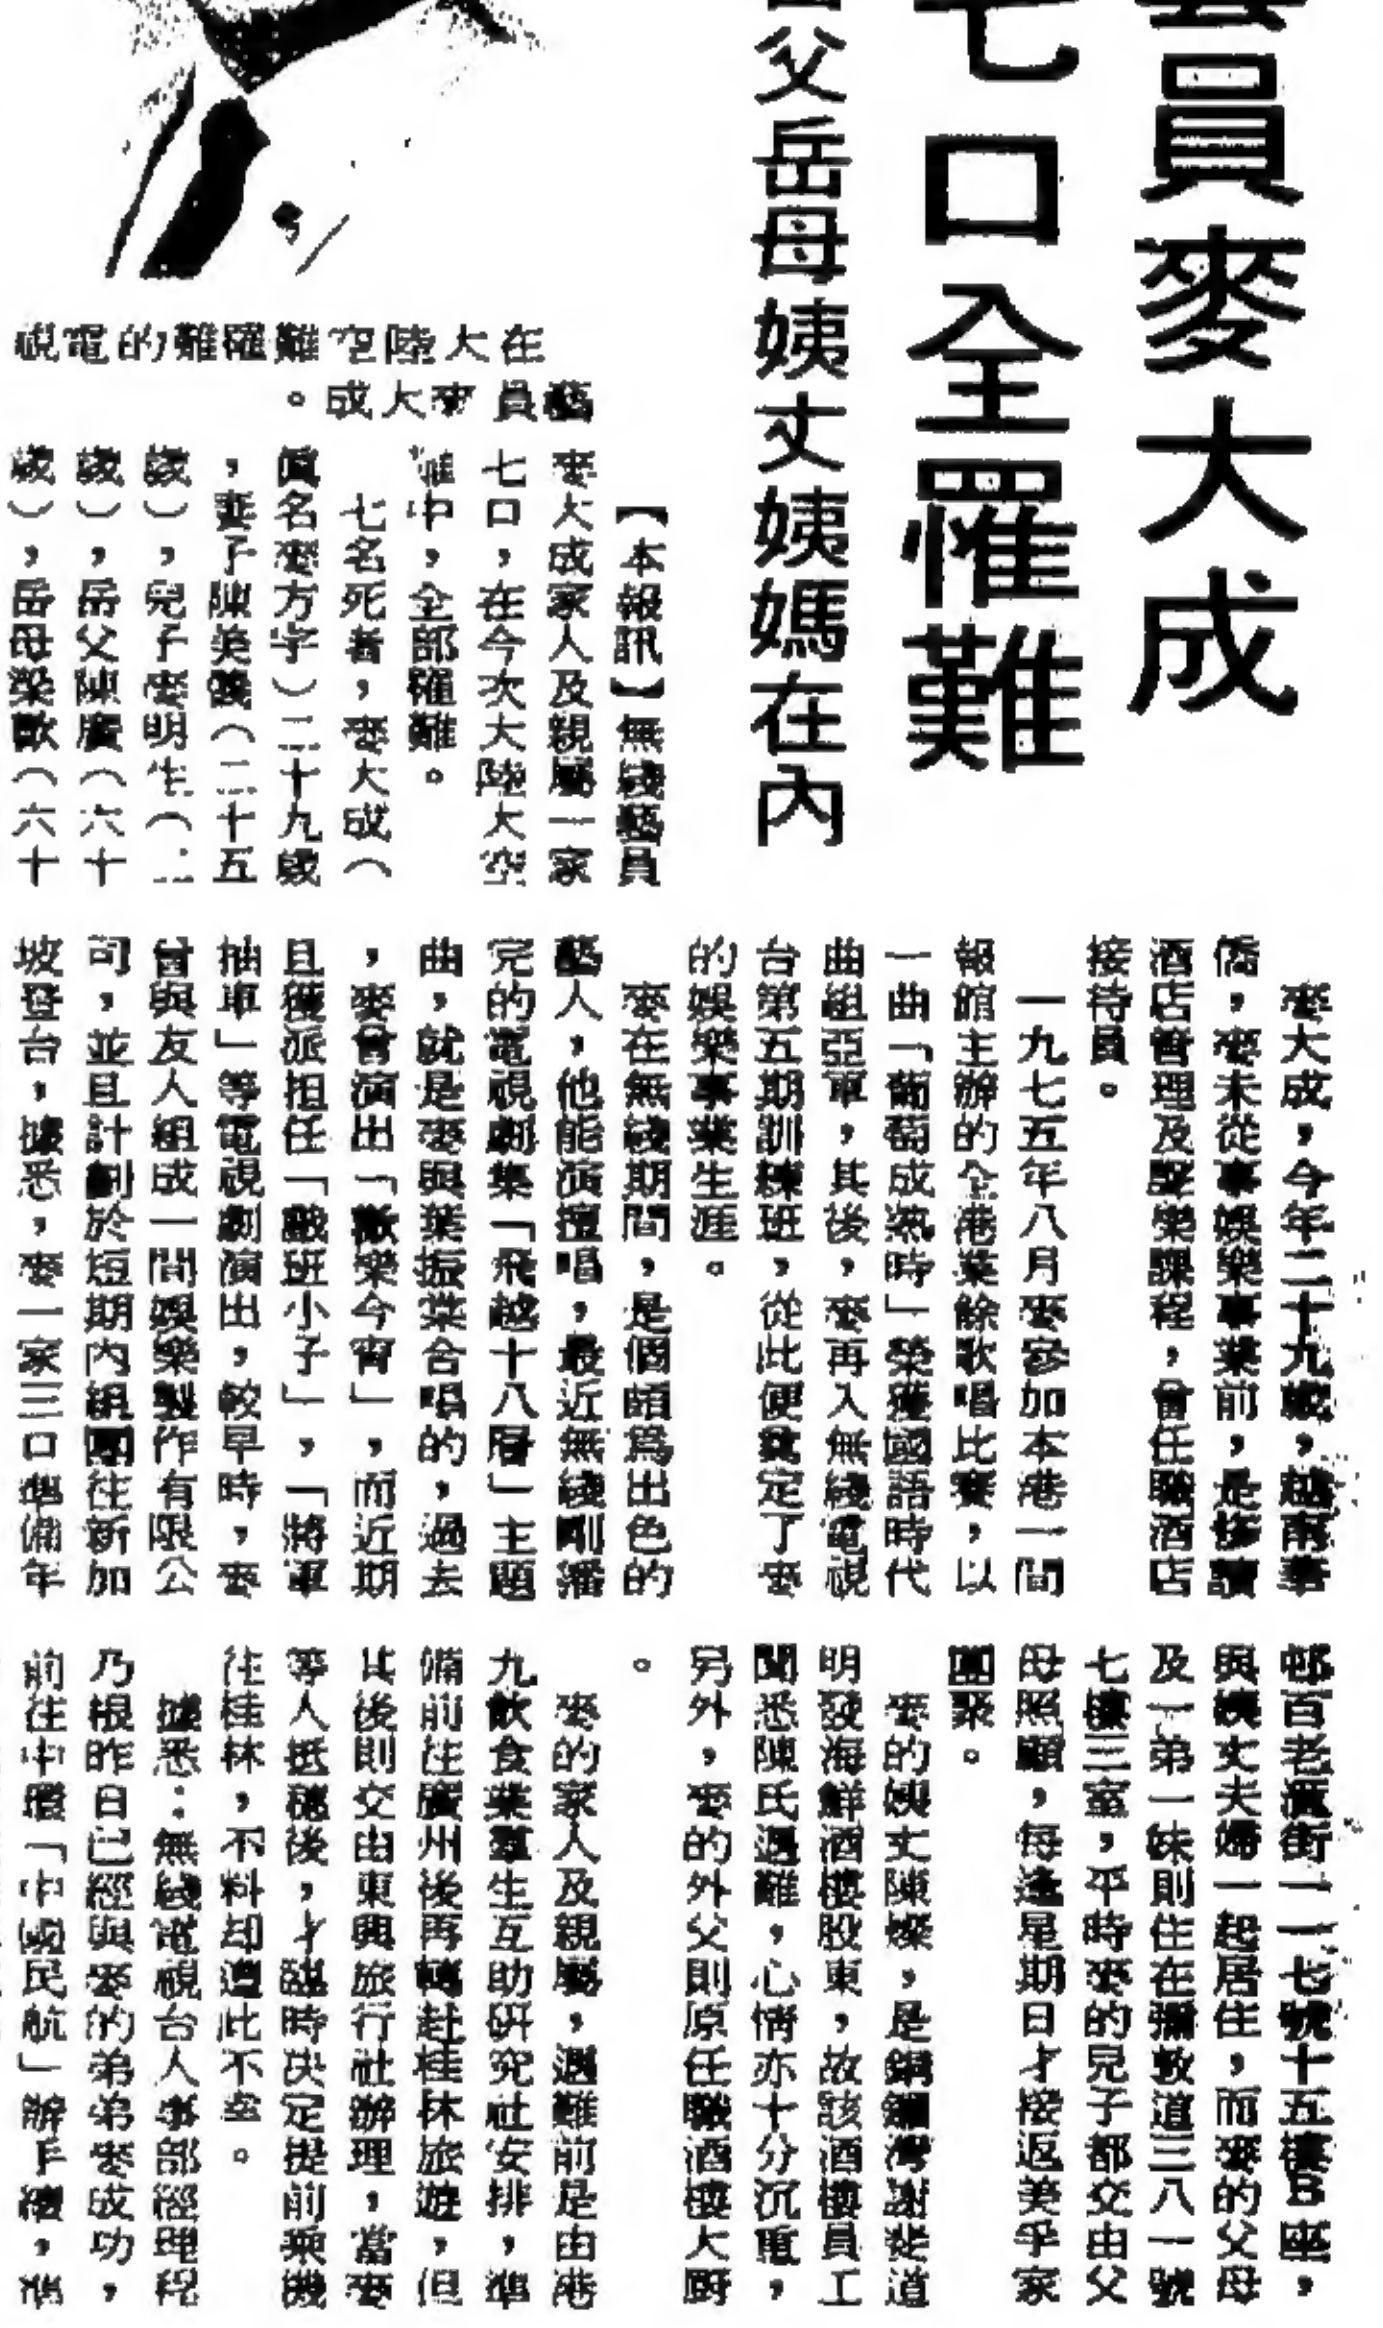 員麥大成
七口全罹難
父岳母姨丈姨媽在內
在大陸空難罹難的電視
藝員麥大成。
【本報訊】無綫藝員
麥大成家人及親屬一家
七口，在今次大陸大空
難中，全部罹難。
七名死者，麥大成（
眞名麥方字）二十九歲
，妻子陳美儀（二十五
歲），兒子麥明生（二
歲），岳父陳廣（六十
歲），岳母梁歡（六十
麥大成，今年二十九歲，越南華
僑，麥未從事娛樂事業前，是修讀
酒店管理及聲樂課程，曾任職酒店
接待員。
一九七五年八月麥參加本港一間
報館主辦的全港業餘歌唱比賽，以
一曲「葡萄成熟時」榮獲國語時代
曲組亞軍，其後，麥再入無綫電視
台第五期訓練班，從此便奠定了麥
的娛樂事業生涯。
麥在無綫期間，是個頗爲出色的
藝人，他能演擅唱，最近無綫剛播
完的電視劇集「飛越十八層」主題
曲，就是麥與葉振棠合唱的，過去
，麥曾演出「歡樂今宵」，而近期
且獲派担任「戲班小子」，「將軍
抽車」等電視劇演出，較早時，麥
曾與友人組成一間娛樂製作有限公
司，並且計劃於短期內組團往新加
坡登台，據悉，麥一家三口準備年
邨百老滙街一一七號十五樓B座，
與姨丈夫婦一起居住，而麥的父母
及一弟一妹則住在彌敦道三八一號
七樓三室，平時麥的兒子都交由父
母照顧，每逢星期日才接返美孚家
團聚。
麥的姨丈陳燦，是銅鑼灣謝斐道
明發海鮮酒樓股東，故該酒樓員工
聞悉陳氏遇難，心情亦十分沉重，
另外，麥的外父則原任職酒樓大厨
。
麥的家人及親屬，遇難前是由港
九飲食業羣生互助研究社安排，準
備前往廣州後再轉赴桂林旅遊，但
其後則交由東興旅行社辦理，當麥
等人抵穗後，才臨時决定提前乘機
往桂林，不料却遭此不幸。
據悉：無綫電視台人事部經理程
乃根昨日已經與麥的弟弟麥成功，
前往中環「中國民航」辦手續，準